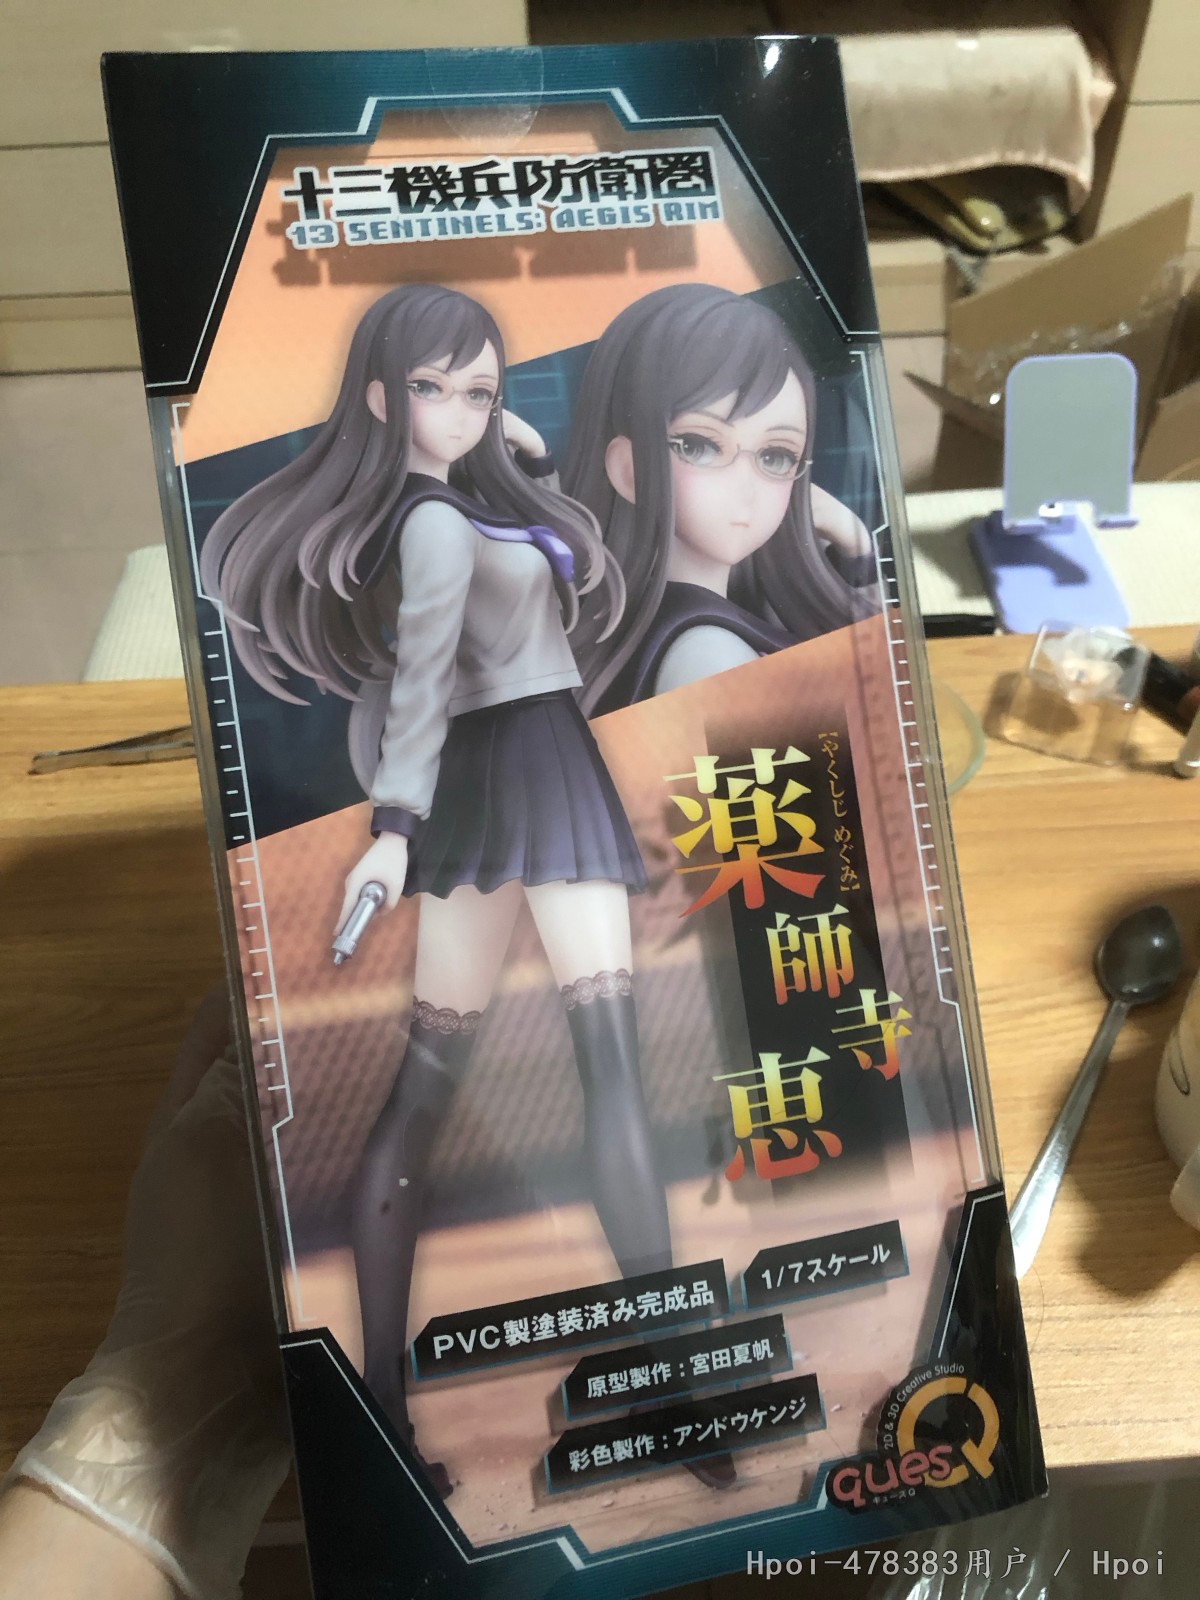 十三機兵防衛圏
13 SENTINELS: AEGIS RIM
【やくしじ めぐみ】
薬師寺 恵
1/7スケール
PVC製塗装済み完成品
原型製作：宮田夏帆
彩色製作：アンドウケンジ
2D & 3D Creative Studio
quesQ
キューズQ
Hpoi-478383用户 / Hpoi